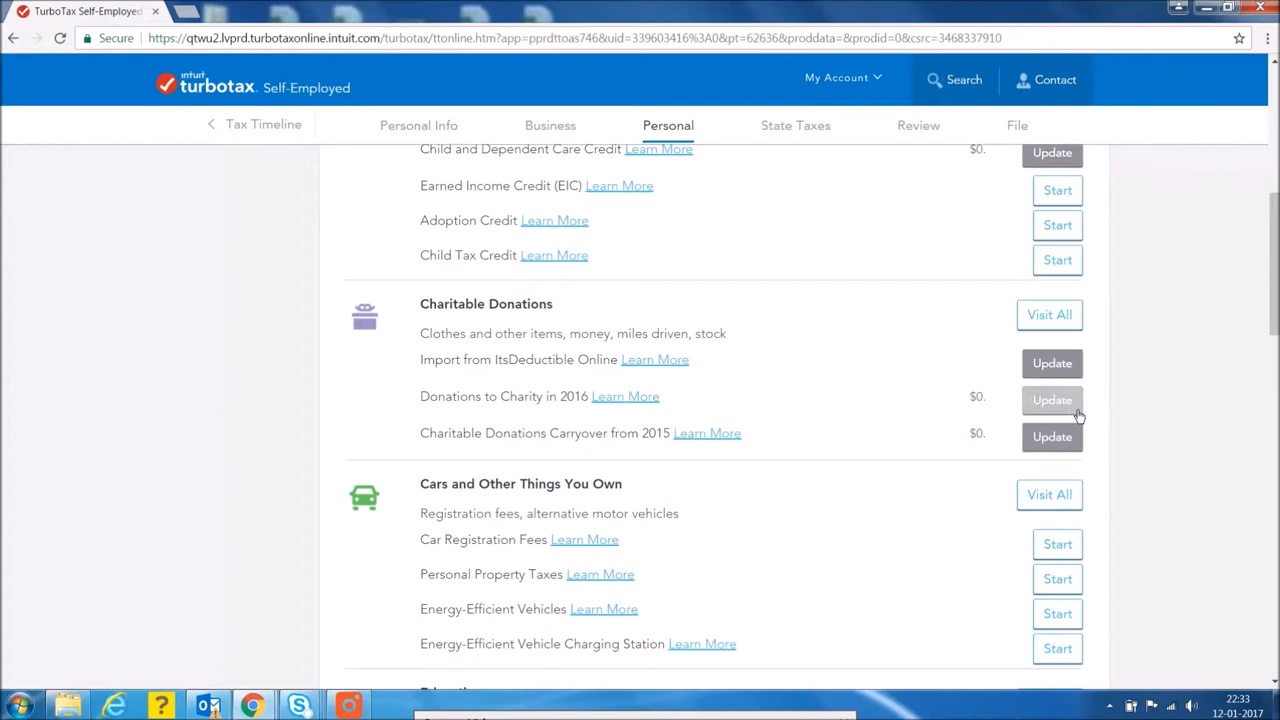 TurboTax Self-Employed
Secure https://qtwu2.lvprd.turbotaxonline.intuit.com/turbotax/ttonline.htm?app=pprdttoas746&uid=339603416%3A0&pt=62636&proddata=&prodid=0&csrc=3468337910
intuit
turbotax Self-Employed
My Account
Search
Contact
Tax Timeline
Personal Info
Business
Personal
State Taxes
Review
File
Child and Dependent Care Credit Learn More $0. Update
Earned Income Credit (EIC) Learn More Start
Adoption Credit Learn More Start
Child Tax Credit Learn More Start
Charitable Donations Visit All
Clothes and other items, money, miles driven, stock
Import from ItsDeductible Online Learn More Update
Donations to Charity in 2016 Learn More $0. Update
Charitable Donations Carryover from 2015 Learn More $0. Update
Cars and Other Things You Own Visit All
Registration fees, alternative motor vehicles
Car Registration Fees Learn More Start
Personal Property Taxes Learn More Start
Energy-Efficient Vehicles Learn More Start
Energy-Efficient Vehicle Charging Station Learn More Start
22:33
12-01-2017